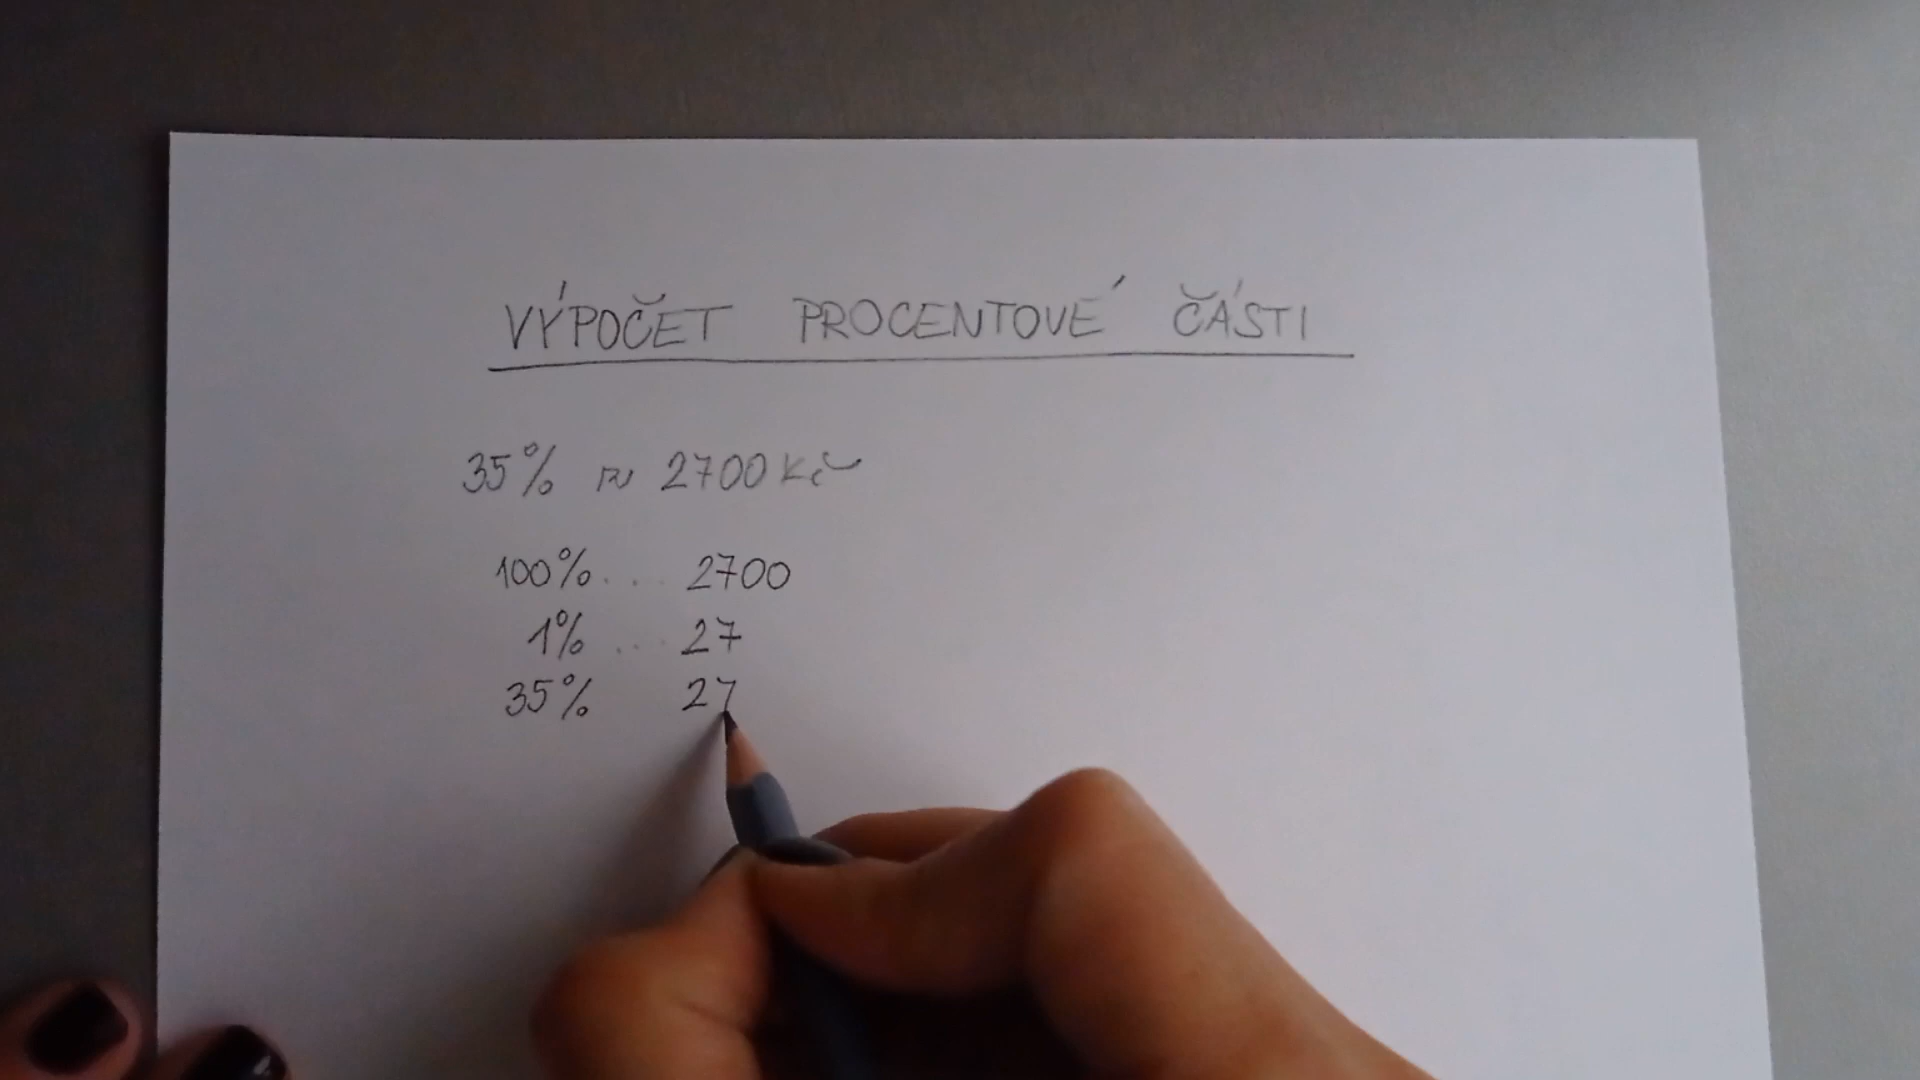 VÝPOČET PROCENTOVÉ ČÁSTI
35% z 2700 Kč
100% ... 2700
1% ... 27
35% 27